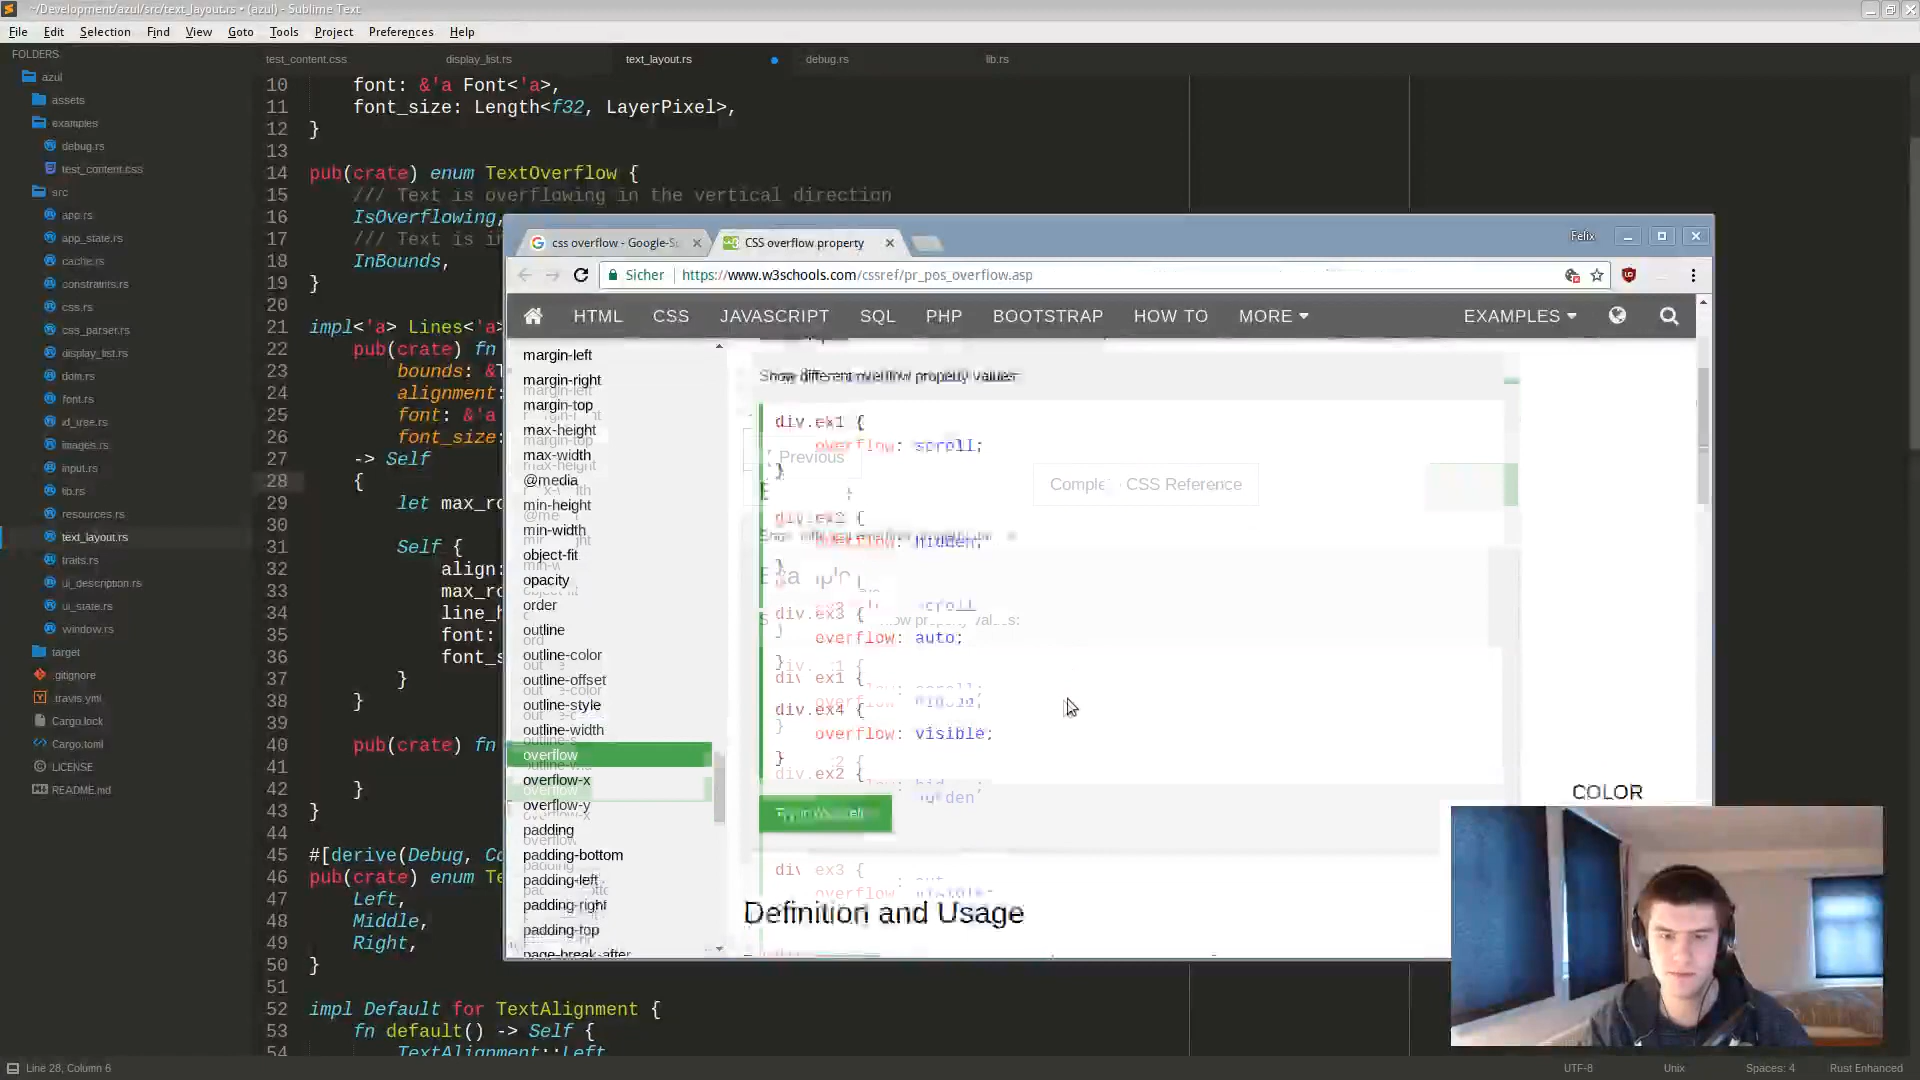 ~/Development/azul/src/text_layout.rs • (azul) - Sublime Text
File Edit Selection Find View Goto Tools Project Preferences Help
FOLDERS
azul
assets
examples
debug.rs
test_content.css
src
app.rs
app_state.rs
cache.rs
constraints.rs
css.rs
css_parser.rs
display_list.rs
dom.rs
font.rs
id_tree.rs
images.rs
input.rs
lib.rs
resources.rs
text_layout.rs
traits.rs
ui_description.rs
ui_state.rs
window.rs
target
.gitignore
.travis.yml
Cargo.lock
Cargo.toml
LICENSE
README.md
test_content.css display_list.rs text_layout.rs debug.rs lib.rs
10 font: &'a Font<'a>,
11 font_size: Length<f32, LayerPixel>,
12 }
13
14 pub(crate) enum TextOverflow {
15 /// Text is overflowing in the vertical direction
16 IsOverflowing,
17 /// Text is i
18 InBounds,
19 }
20
21 impl<'a> Lines<'a>
22 pub(crate) fn
23 bounds: &
24 alignment:
25 font: &'a
26 font_size:
27 -> Self
28 {
29 let max_
30
31 Self {
32 align:
33 max_
34 line_
35 font:
36 font_s
37 }
38 }
39
40 pub(crate) fn
41
42 }
43 }
44
45 #[derive(Debug,
46 pub(crate) enum
47 Left,
48 Middle,
49 Right,
50 }
51
52 impl Default for TextAlignment {
53 fn default() -> Self {
54 TextAlignment::Left
css overflow - Google-S CSS overflow property Felix
Sicher https://www.w3schools.com/cssref/pr_pos_overflow.asp
HTML CSS JAVASCRIPT SQL PHP BOOTSTRAP HOW TO MORE EXAMPLES
margin-left
margin-right
margin-top
max-height
max-width
@media
min-height
min-width
object-fit
opacity
order
outline
outline-color
outline-offset
outline-style
outline-width
overflow
overflow-x
overflow-y
padding
padding-bottom
padding-left
padding-right
padding-top
page-break-after
Show different overflow property values:
div.ex1 {
overflow: scroll;
}
Previous
Complete CSS Reference
div.ex2 {
overflow: hidden;
}
Example
div.ex3 {
overflow: auto;
}
div.ex4 {
overflow: visible;
}
Definition and Usage
COLOR
Line 28, Column 6 UTF-8 Unix Spaces: 4 Rust Enhanced